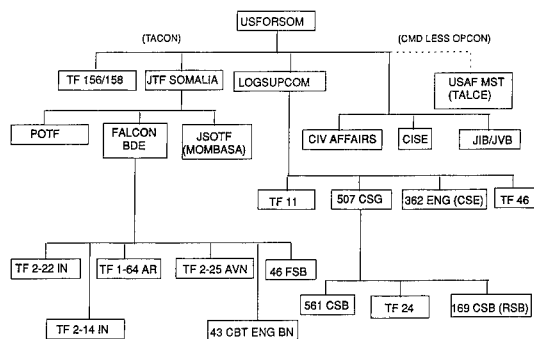 USFORSOM
(TACON)
(CMD LESS OPCON)
TF 156/158
JTF SOMALIA
LOGSUPCOM
USAF MST
(TALCE)
POTF
FALCON
BDE
JSOTF
(MOMBASA)
CIV AFFAIRS
CISE
JIB/JVB
TF 11
507 CSG
362 ENG (CSE)
TF 46
TF 2-22 IN
TF 1-64 AR
TF 2-25 AVN
46 FSB
561 CSB
TF 24
169 CSB (RSB)
TF 2-14 IN
43 CBT ENG BN